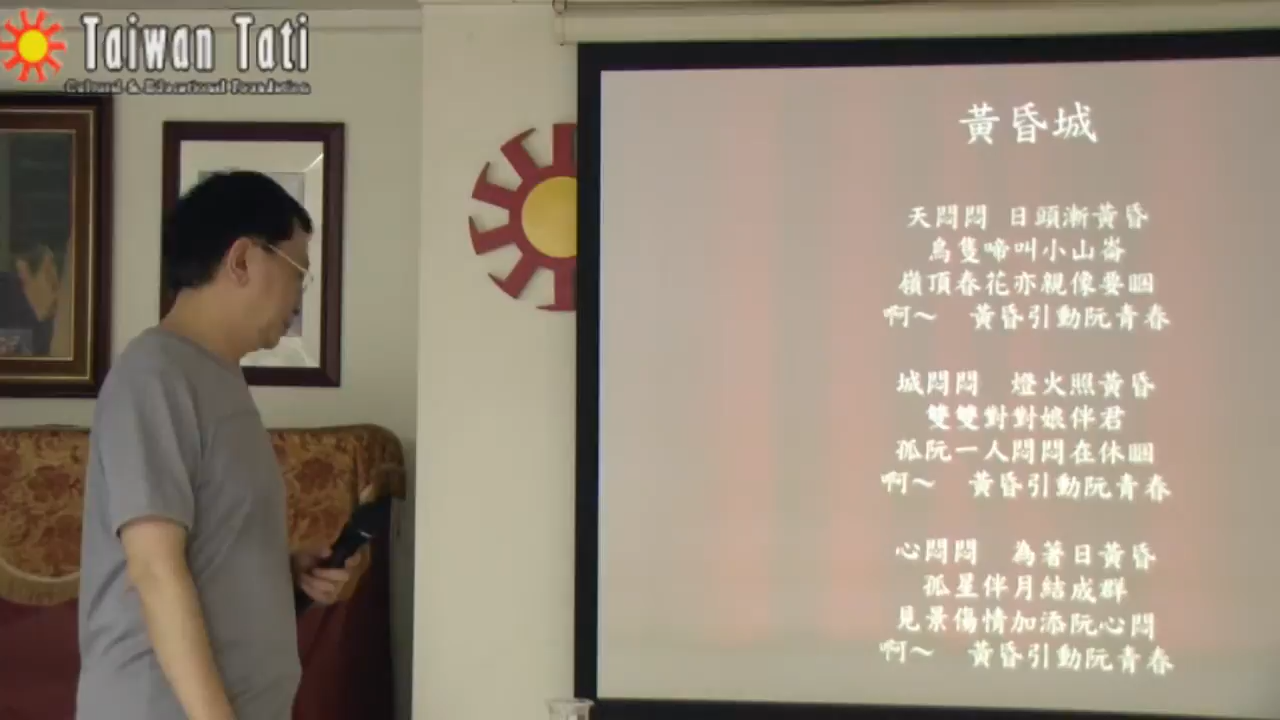 Taiwan Tati
Cultural & Educational Foundation
黃昏城
天悶悶 日頭漸黃昏
鳥隻啼叫小山崙
嶺頂春花亦親像要睏
啊~ 黃昏引動阮青春
城悶悶 燈火照黃昏
雙雙對對娘伴君
孤阮一人悶悶在休睏
啊~ 黃昏引動阮青春
心悶悶 為著日黃昏
孤星伴月結成群
見景傷情加添阮心悶
啊~ 黃昏引動阮青春